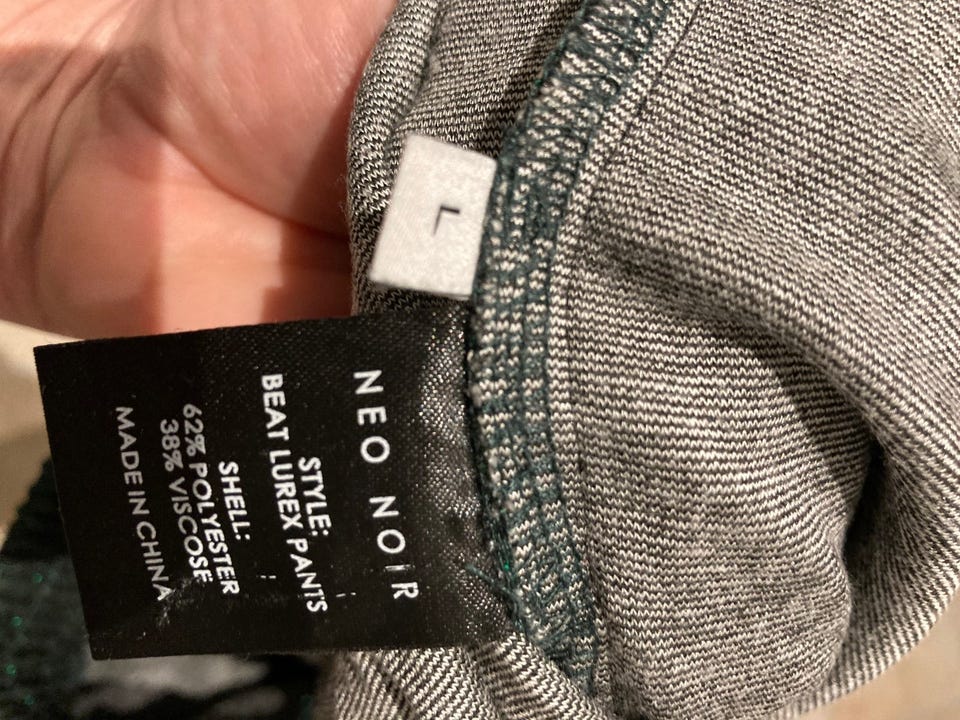 L
NEO NOIR
STYLE:
BEAT LUREX PANTS
SHELL:
62% POLYESTER
38% VISCOSE
MADE IN CHINA